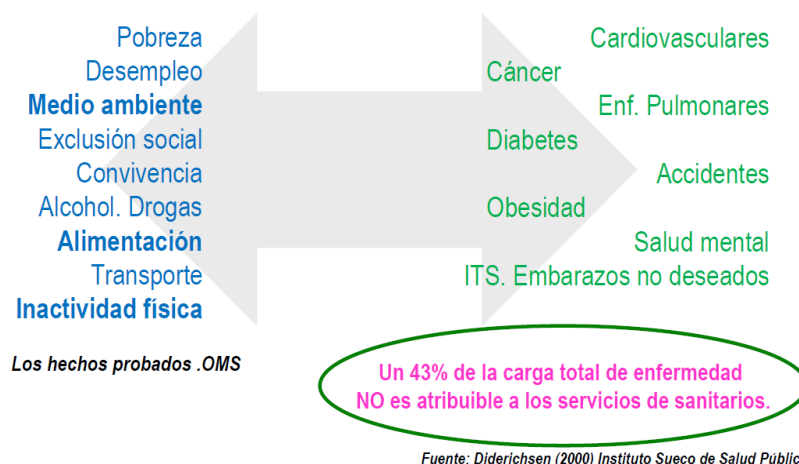 Pobreza
Desempleo
Medio ambiente
Exclusión social
Convivencia
Alcohol. Drogas
Alimentación
Transporte
Inactividad física
Los hechos probados .OMS
Cardiovasculares
Cáncer
Enf. Pulmonares
Diabetes
Accidentes
Obesidad
Salud mental
ITS. Embarazos no deseados
Un 43% de la carga total de enfermedad
NO es atribuible a los servicios de sanitarios.
Fuente: Diderichsen (2000) Instituto Sueco de Salud Públic